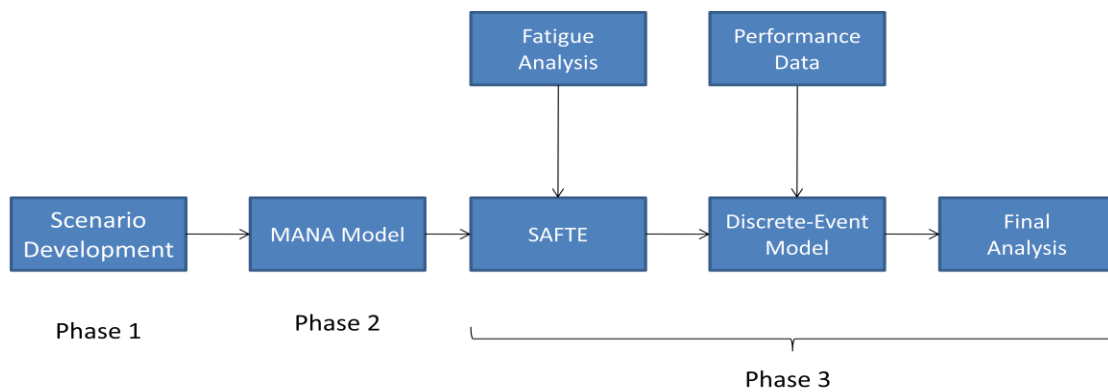 Fatigue
Analysis
Performance
Data
Scenario
Development
MANA Model
SAFTE
Discrete-Event
Model
Final
Analysis
Phase 1
Phase 2
Phase 3